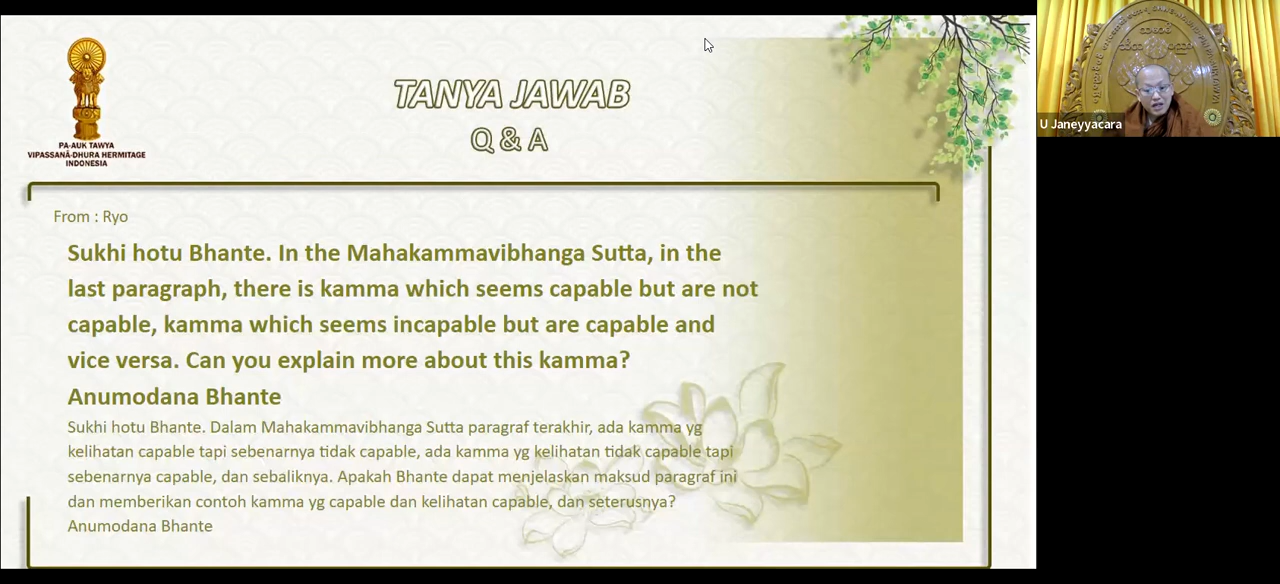 PA-AUK TAWYA
VIPASSANĀ-DHURA HERMITAGE
INDONESIA
TANYA JAWAB
Q & A
From : Ryo
Sukhi hotu Bhante. In the Mahakammavibhanga Sutta, in the
last paragraph, there is kamma which seems capable but are not
capable, kamma which seems incapable but are capable and
vice versa. Can you explain more about this kamma?
Anumodana Bhante
Sukhi hotu Bhante. Dalam Mahakammavibhanga Sutta paragraf terakhir, ada kamma yg
kelihatan capable tapi sebenarnya tidak capable, ada kamma yg kelihatan tidak capable tapi
sebenarnya capable, dan sebaliknya. Apakah Bhante dapat menjelaskan maksud paragraf ini
dan memberikan contoh kamma yg capable dan kelihatan capable, dan seterusnya?
Anumodana Bhante
U Janeyyacara